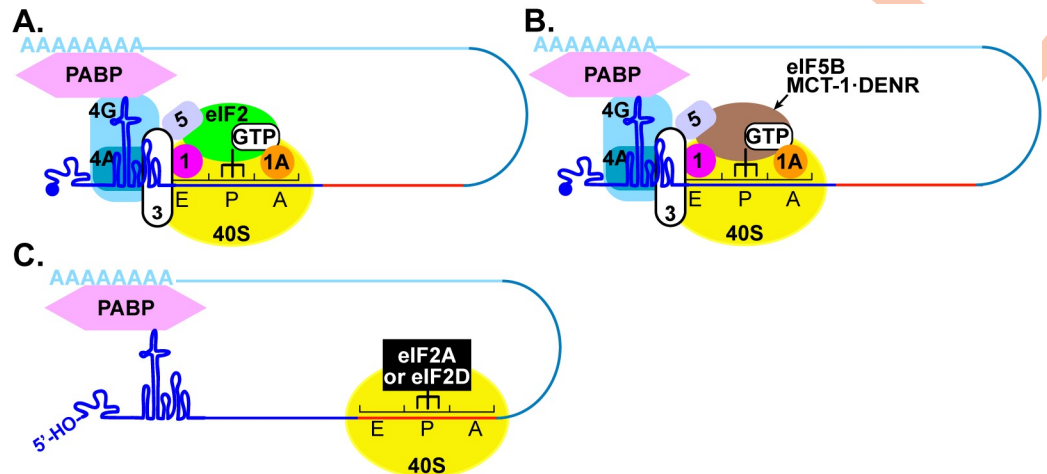 A.
AAAAAAAA
PABP
4G
5
eIF2
GTP
4A
1
1A
3
E P A
40S
B.
AAAAAAAA
PABP
eIF5B
MCT-1·DENR
4G
5
GTP
4A
1
1A
3
E P A
40S
C.
AAAAAAAA
PABP
eIF2A
or eIF2D
5'-HO
E P A
40S